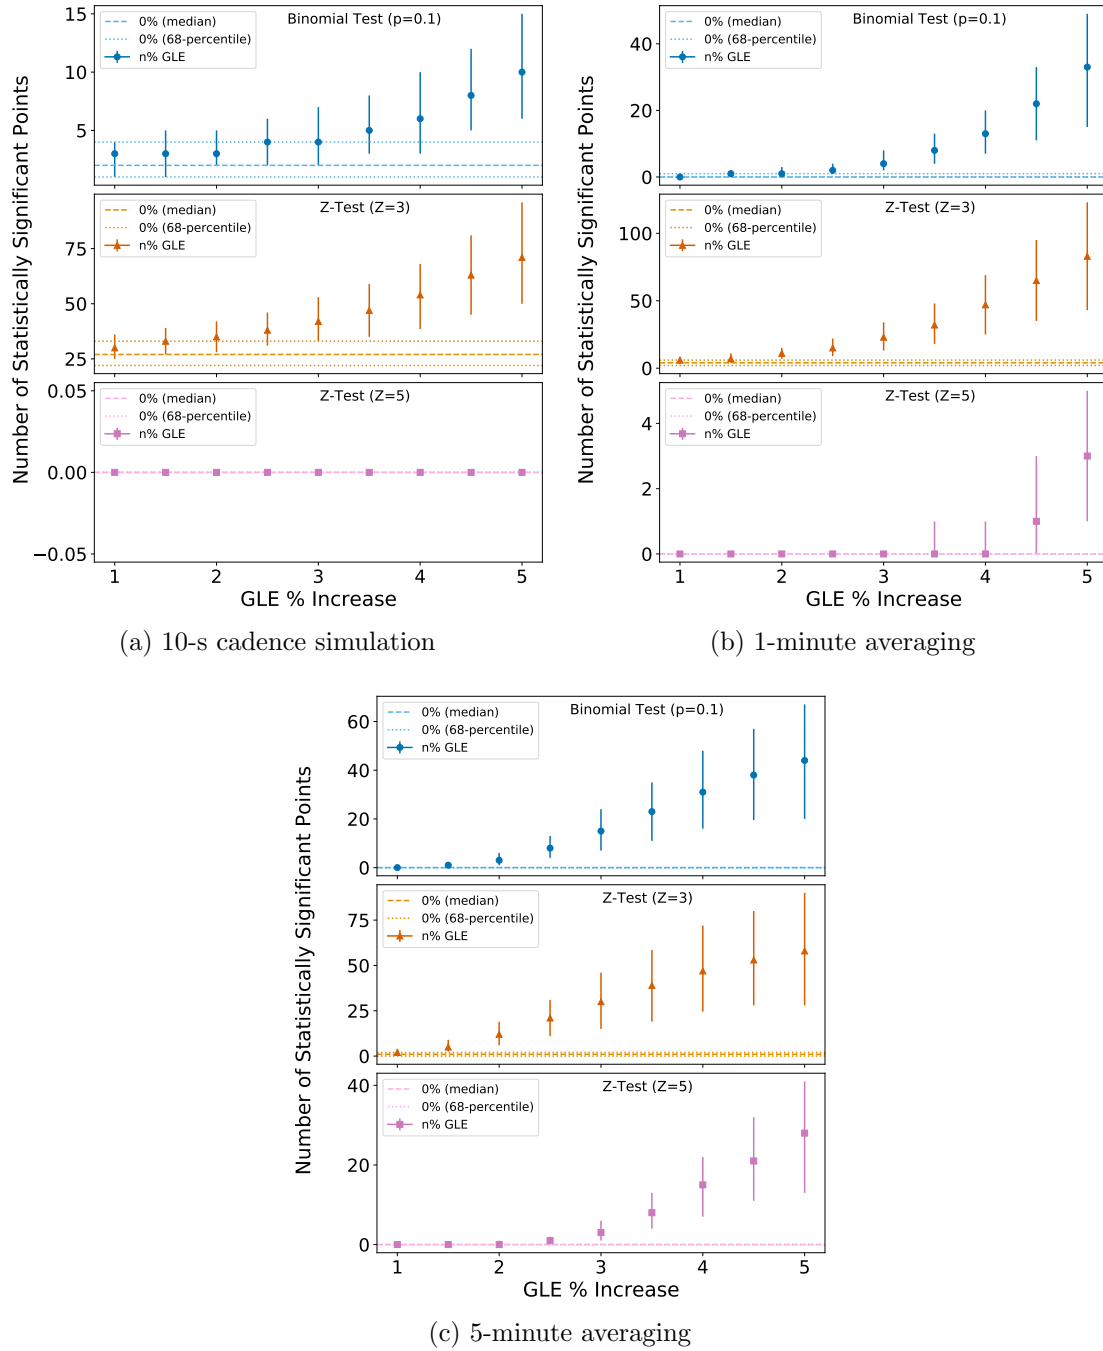 Number of Statistically Significant Points
Binomial Test (p=0.1)
0% (median)
0% (68-percentile)
n% GLE
15
10
5
Z-Test (Z=3)
0% (median)
0% (68-percentile)
n% GLE
75
50
25
Z-Test (Z=5)
0% (median)
0% (68-percentile)
n% GLE
0.05
0.00
−0.05
1 2 3 4 5
GLE % Increase
(a) 10-s cadence simulation
Number of Statistically Significant Points
Binomial Test (p=0.1)
0% (median)
0% (68-percentile)
n% GLE
40
20
0
Z-Test (Z=3)
0% (median)
0% (68-percentile)
n% GLE
100
50
0
Z-Test (Z=5)
0% (median)
0% (68-percentile)
n% GLE
4
2
0
1 2 3 4 5
GLE % Increase
(b) 1-minute averaging
Number of Statistically Significant Points
Binomial Test (p=0.1)
0% (median)
0% (68-percentile)
n% GLE
60
40
20
0
Z-Test (Z=3)
0% (median)
0% (68-percentile)
n% GLE
75
50
25
0
Z-Test (Z=5)
0% (median)
0% (68-percentile)
n% GLE
40
20
0
1 2 3 4 5
GLE % Increase
(c) 5-minute averaging